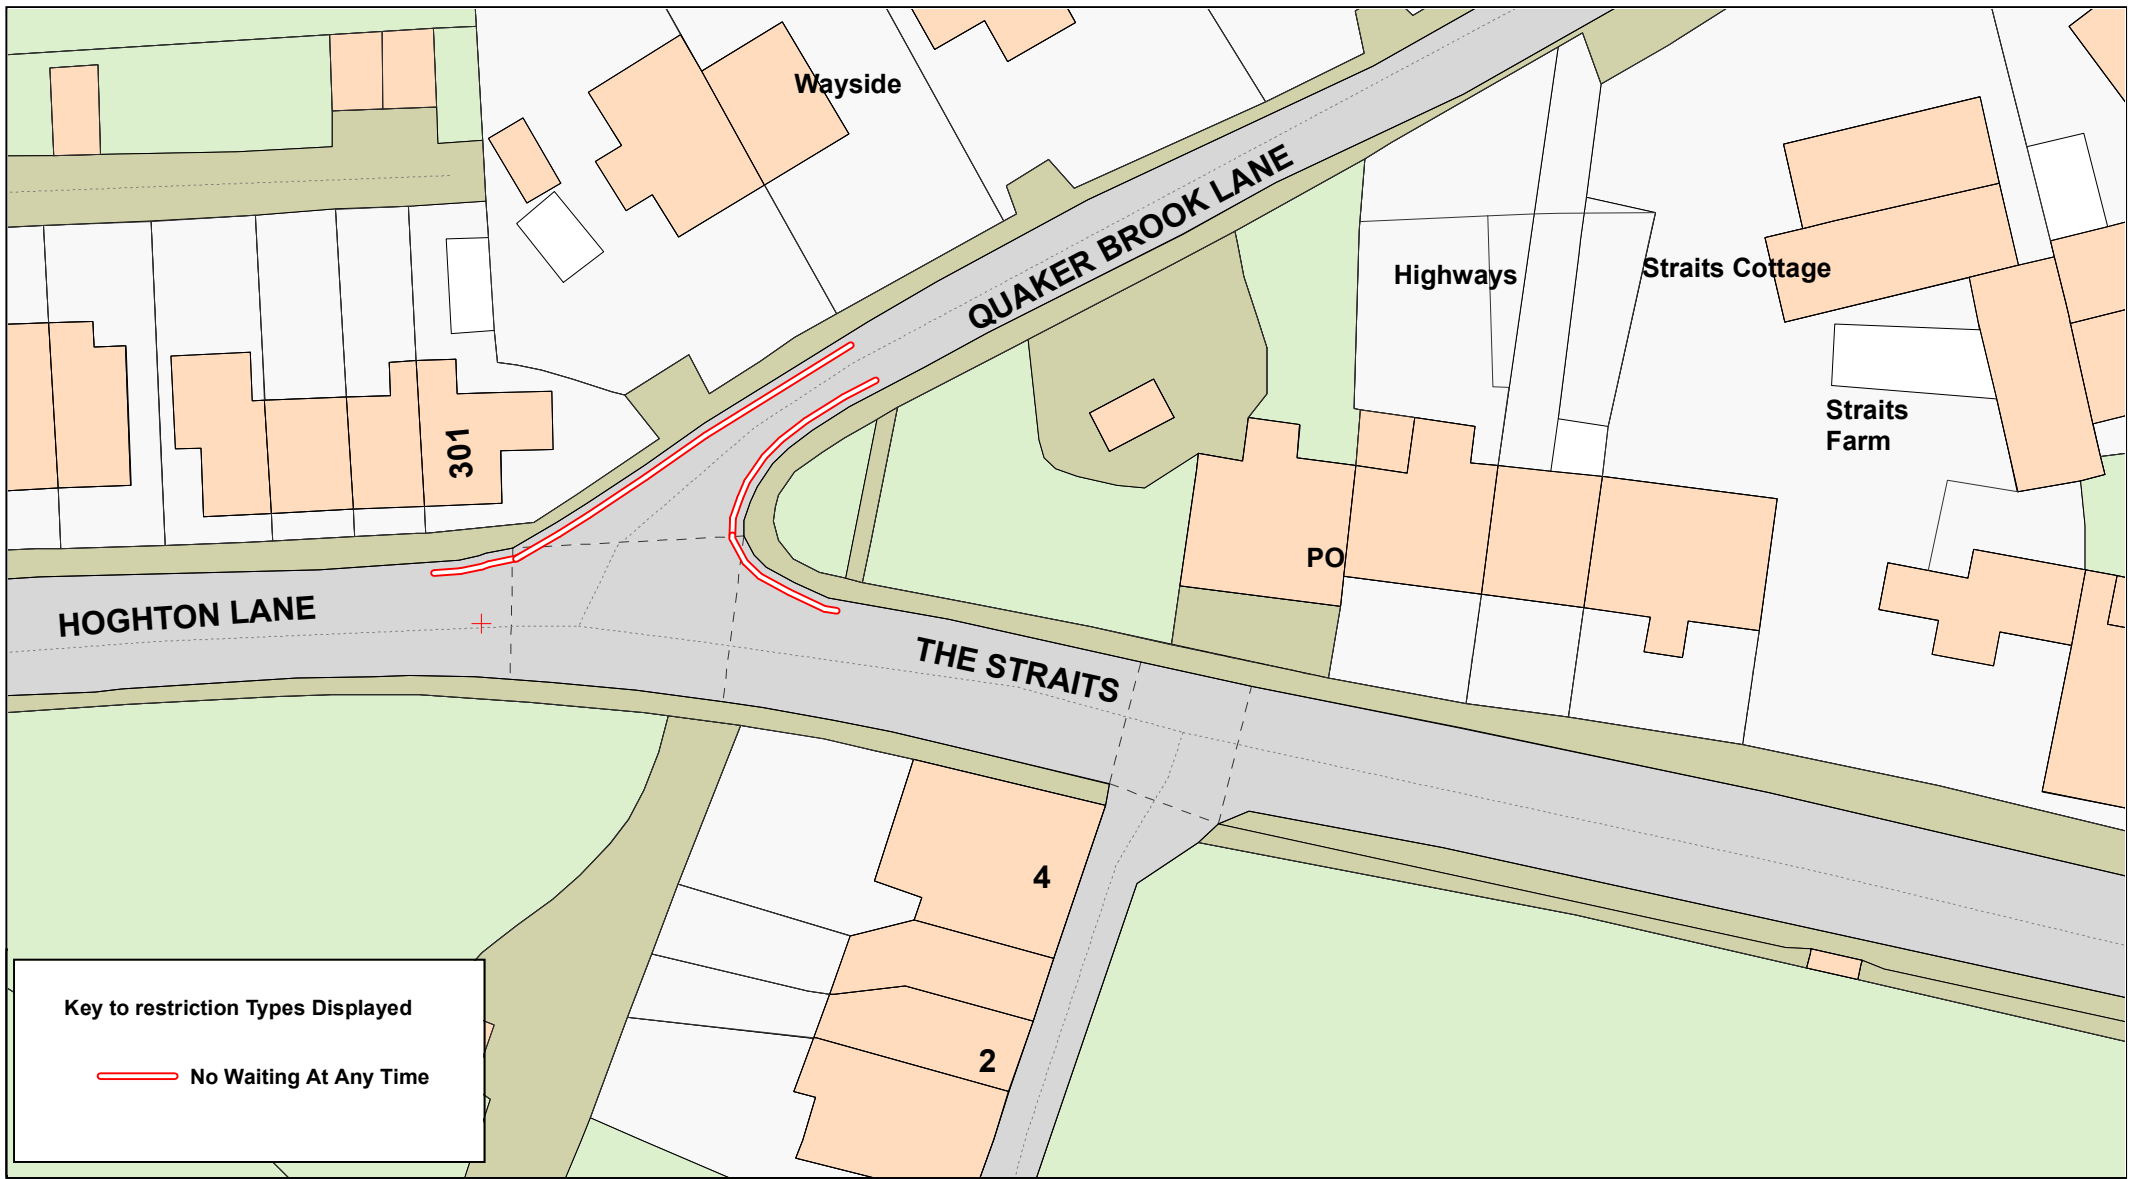 Wayside
QUAKER BROOK LANE
Highways
Straits Cottage
Straits
Farm
301
PO
HOGHTON LANE
THE STRAITS
4
2
Key to restriction Types Displayed
No Waiting At Any Time